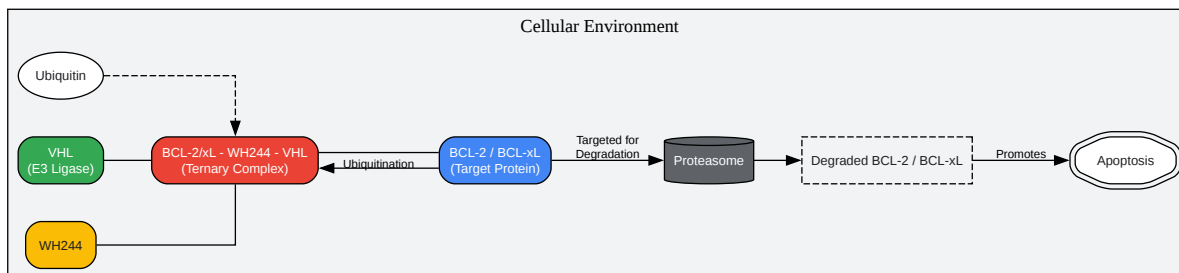 Cellular Environment
Ubiquitin
VHL
(E3 Ligase)
BCL-2/xL - WH244 - VHL
(Ternary Complex)
Ubiquitination
BCL-2 / BCL-xL
(Target Protein)
Targeted for
Degradation
Proteasome
Degraded BCL-2 / BCL-xL
Promotes
Apoptosis
WH244